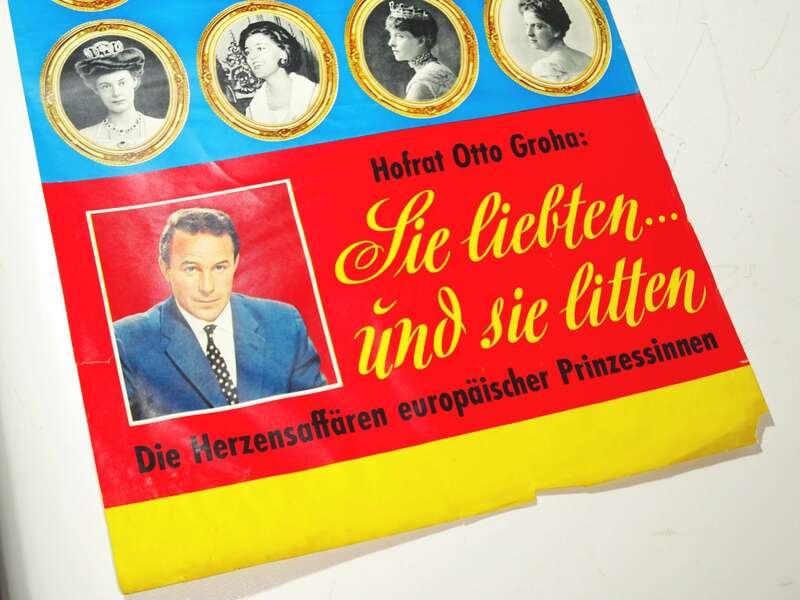 Hofrat Otto Groha:
Sie liebten...
und sie litten
Die Herzensaffären europäischer Prinzessinnen